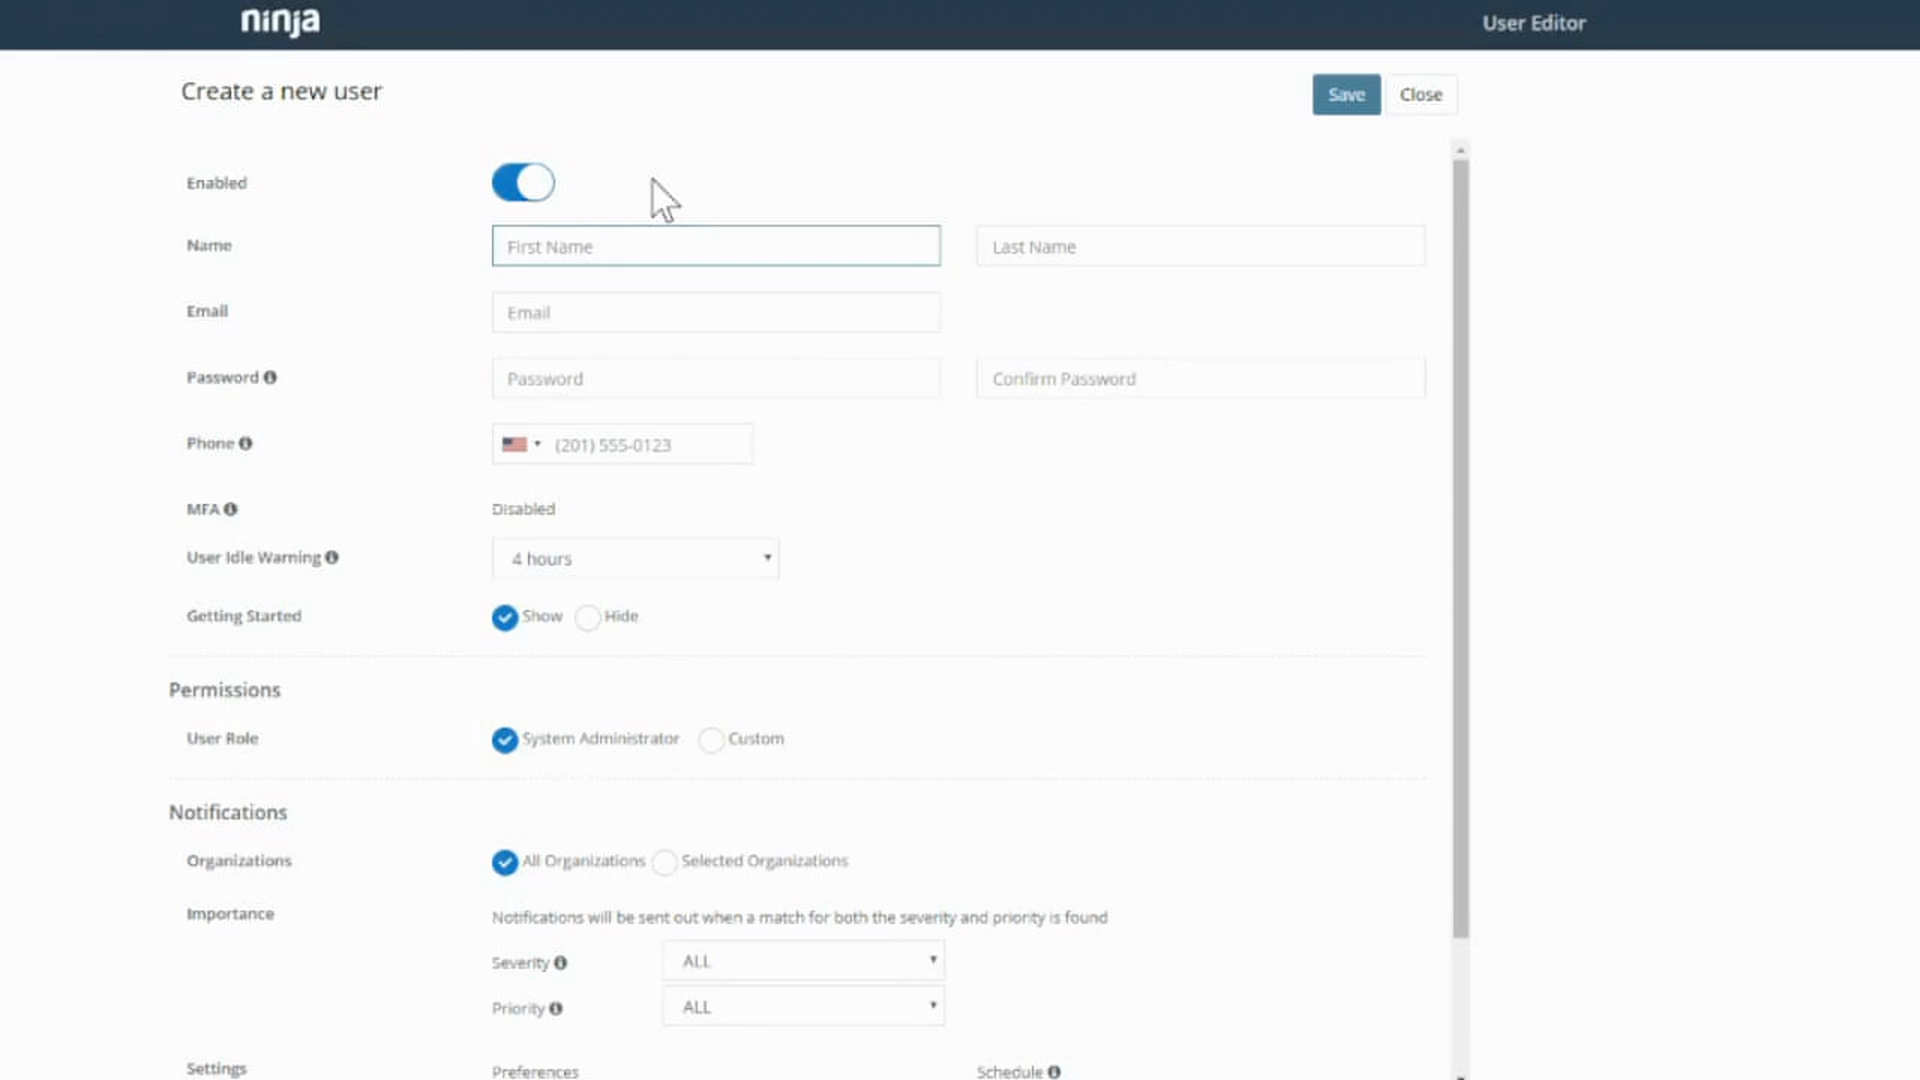 ninja
User Editor
Create a new user
Save
Close
Enabled
Name
First Name
Last Name
Email
Email
Password
Password
Confirm Password
Phone
(201) 555-0123
MFA
Disabled
User Idle Warning
4 hours
Getting Started
Show
Hide
Permissions
User Role
System Administrator
Custom
Notifications
Organizations
All Organizations
Selected Organizations
Importance
Notifications will be sent out when a match for both the severity and priority is found
Severity
ALL
Priority
ALL
Settings
Preferences
Schedule